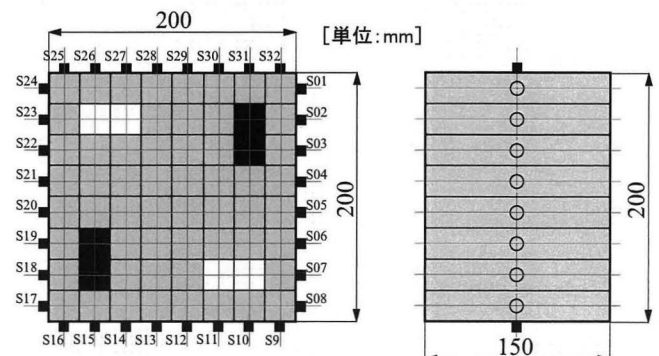 200
[単位:mm]
S25 S26 S27 S28 S29 S30 S31 S32
S24 S01
S23 S02
S22 S03
S21 S04
S20 S05
S19 S06
S18 S07
S17 S08
S16 S15 S14 S13 S12 S11 S10 S9
200
200
150